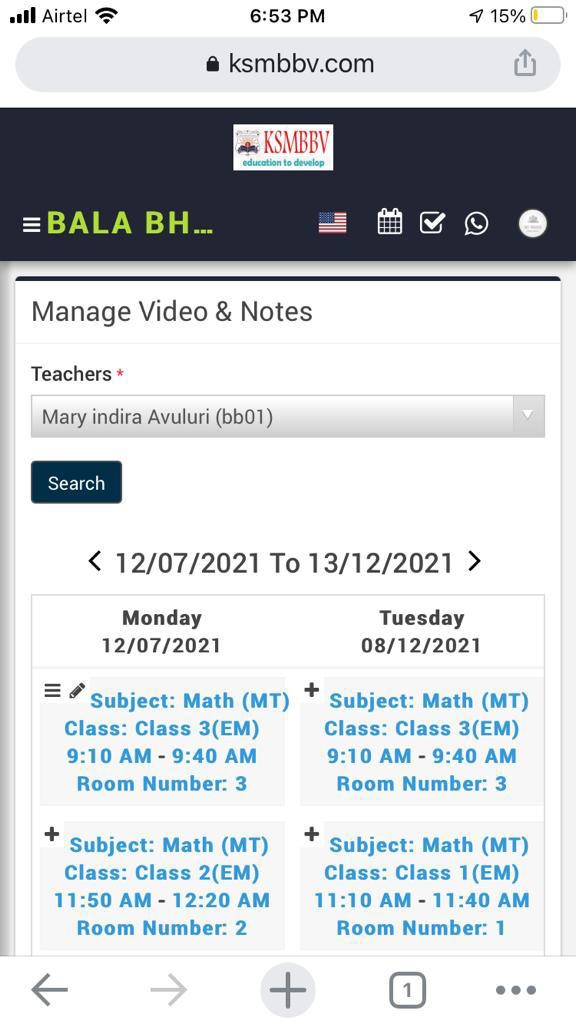 Airtel 6:53 PM 15%
ksmbbv.com
KSMBBV
education to develop
BALA BH...
Manage Video & Notes
Teachers *
Mary indira Avuluri (bb01)
Search
12/07/2021 To 13/12/2021
Monday
12/07/2021
Tuesday
08/12/2021
Subject: Math (MT)
Class: Class 3(EM)
9:10 AM - 9:40 AM
Room Number: 3
Subject: Math (MT)
Class: Class 3(EM)
9:10 AM - 9:40 AM
Room Number: 3
Subject: Math (MT)
Class: Class 2(EM)
11:50 AM - 12:20 AM
Room Number: 2
Subject: Math (MT)
Class: Class 1(EM)
11:10 AM - 11:40 AM
Room Number: 1
1